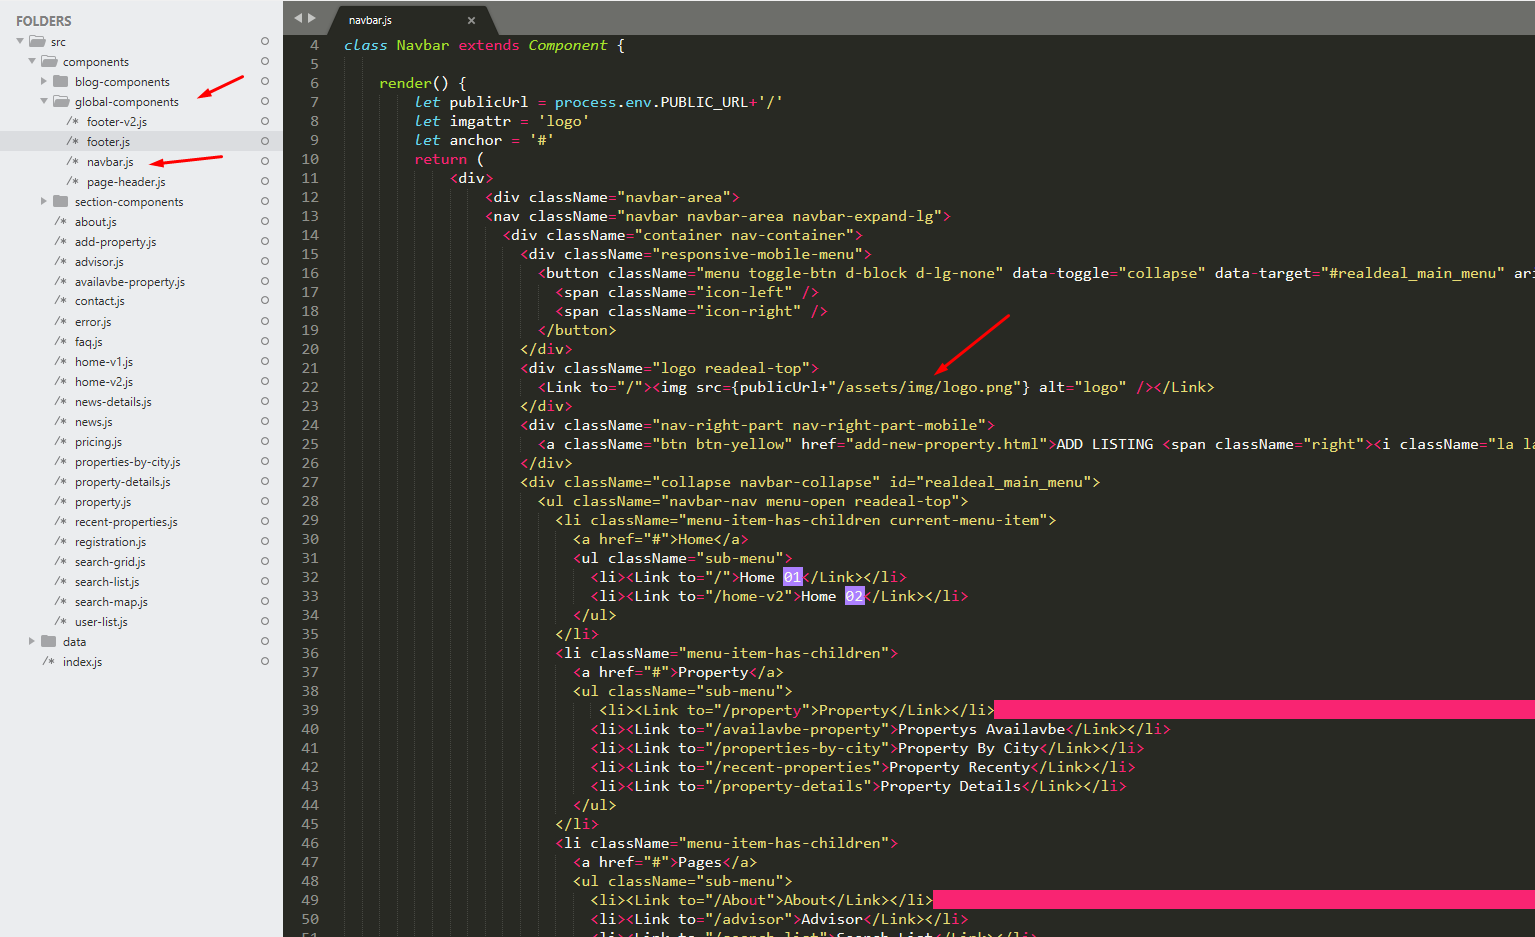 FOLDERS
src
components
blog-components
global-components
/* footer-v2.js
/* footer.js
/* navbar.js
/* page-header.js
section-components
/* about.js
/* add-property.js
/* advisor.js
/* availavbe-property.js
/* contact.js
/* error.js
/* faq.js
/* home-v1.js
/* home-v2.js
/* news-details.js
/* news.js
/* pricing.js
/* properties-by-city.js
/* property-details.js
/* property.js
/* recent-properties.js
/* registration.js
/* search-grid.js
/* search-list.js
/* search-map.js
/* user-list.js
data
/* index.js
navbar.js ×
4 class Navbar extends Component {
5
6 render() {
7 let publicUrl = process.env.PUBLIC_URL+'/'
8 let imgattr = 'logo'
9 let anchor = '#'
10 return (
11 <div>
12 <div className="navbar-area">
13 <nav className="navbar navbar-area navbar-expand-lg">
14 <div className="container nav-container">
15 <div className="responsive-mobile-menu">
16 <button className="menu toggle-btn d-block d-lg-none" data-toggle="collapse" data-target="#realdeal_main_menu" ari
17 <span className="icon-left" />
18 <span className="icon-right" />
19 </button>
20 </div>
21 <div className="logo readeal-top">
22 <Link to="/"><img src={publicUrl+"/assets/img/logo.png"} alt="logo" /></Link>
23 </div>
24 <div className="nav-right-part nav-right-part-mobile">
25 <a className="btn btn-yellow" href="add-new-property.html">ADD LISTING <span className="right"><i className="la la
26 </div>
27 <div className="collapse navbar-collapse" id="realdeal_main_menu">
28 <ul className="navbar-nav menu-open readeal-top">
29 <li className="menu-item-has-children current-menu-item">
30 <a href="#">Home</a>
31 <ul className="sub-menu">
32 <li><Link to="/">Home 01</Link></li>
33 <li><Link to="/home-v2">Home 02</Link></li>
34 </ul>
35 </li>
36 <li className="menu-item-has-children">
37 <a href="#">Property</a>
38 <ul className="sub-menu">
39 <li><Link to="/property">Property</Link></li>
40 <li><Link to="/availavbe-property">Propertys Availavbe</Link></li>
41 <li><Link to="/properties-by-city">Property By City</Link></li>
42 <li><Link to="/recent-properties">Property Recenty</Link></li>
43 <li><Link to="/property-details">Property Details</Link></li>
44 </ul>
45 </li>
46 <li className="menu-item-has-children">
47 <a href="#">Pages</a>
48 <ul className="sub-menu">
49 <li><Link to="/About">About</Link></li>
50 <li><Link to="/advisor">Advisor</Link></li>
51 <li><Link to="/search-list">Search List</Link></li>